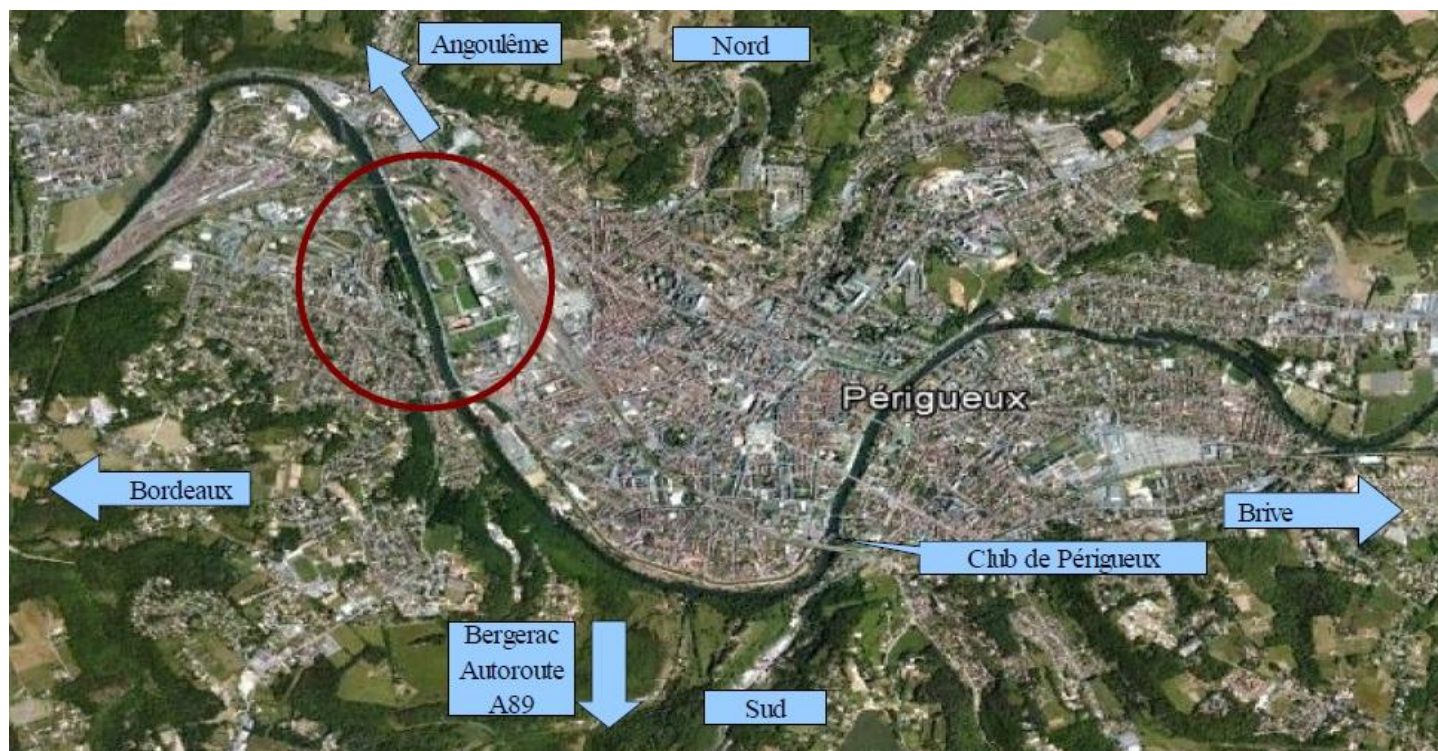 Angoulême
Nord
Périgueux
Bordeaux
Brive
Club de Périgueux
Bergerac
Autoroute
A89
Sud